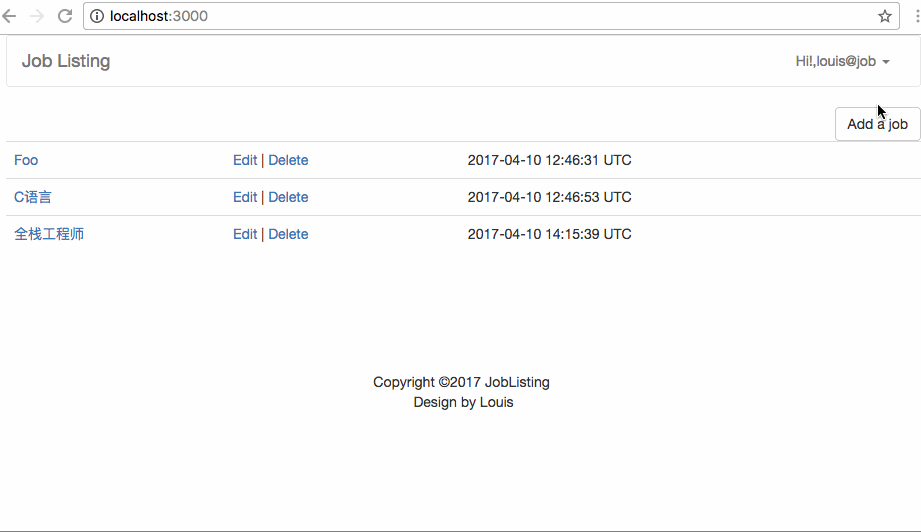 localhost:3000
Job Listing Hi!,louis@job
Add a job
Foo Edit | Delete 2017-04-10 12:46:31 UTC
C语言 Edit | Delete 2017-04-10 12:46:53 UTC
全栈工程师 Edit | Delete 2017-04-10 14:15:39 UTC
Copyright ©2017 JobListing
Design by Louis